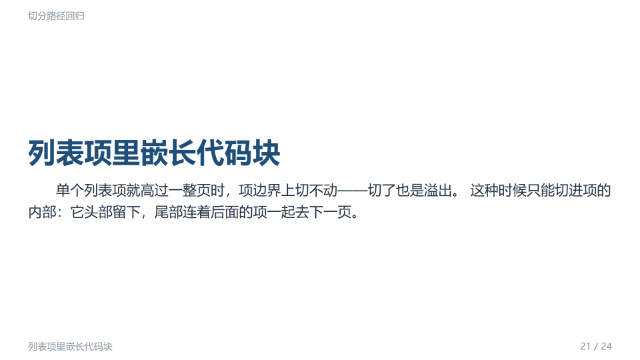 切分路径回归
列表项里嵌长代码块
单个列表项就高过一整页时，项边界上切不动——切了也是溢出。 这种时候只能切进项的
内部：它头部留下，尾部连着后面的项一起去下一页。
列表项里嵌长代码块
21 / 24